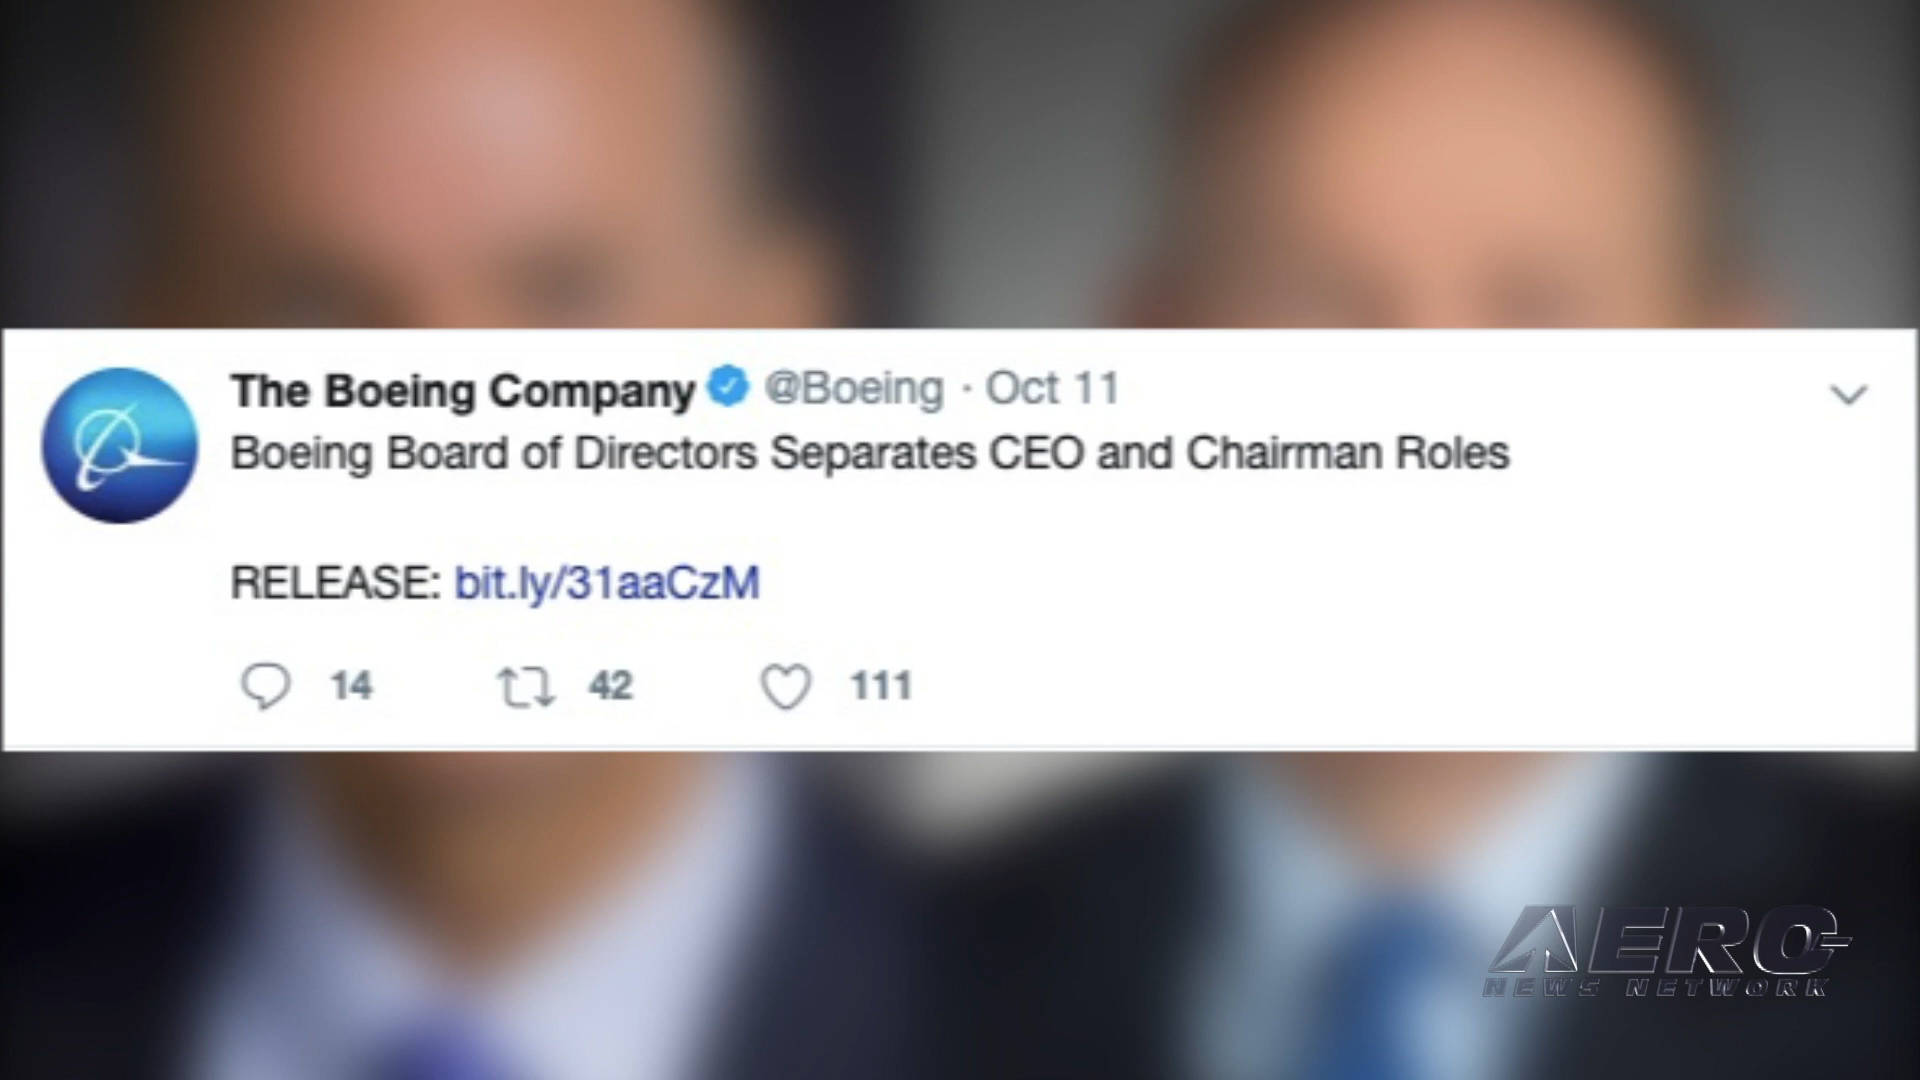 The Boeing Company @Boeing · Oct 11
Boeing Board of Directors Separates CEO and Chairman Roles
RELEASE: bit.ly/31aaCzM
14 42 111
AERO-
NEWS NETWORK